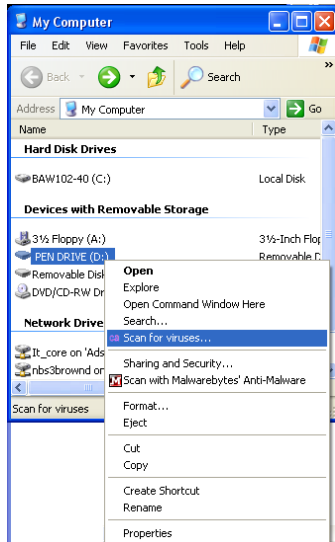 My Computer
File Edit View Favorites Tools Help
Back Search
Address My Computer Go
Name Type
Hard Disk Drives
BAW102-40 (C:) Local Disk
Devices with Removable Storage
3½ Floppy (A:) 3½-Inch Flop
PEN DRIVE (D:) Removable D
Removable Disk
DVD/CD-RW Dr
Network Drive
It_core on 'Ads
nbs3brownd on
Scan for viruses
Open
Explore
Open Command Window Here
Search...
ca Scan for viruses...
Sharing and Security...
M Scan with Malwarebytes' Anti-Malware
Format...
Eject
Cut
Copy
Create Shortcut
Rename
Properties